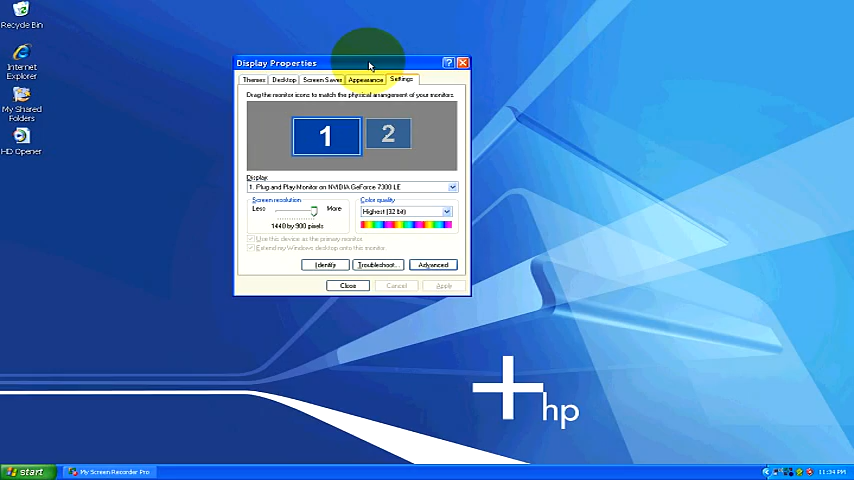 Recycle Bin
Internet
Explorer
My Shared
Folders
HD Opener
Display Properties
?
Themes
Desktop
Screen Saver
Appearance
Settings
Drag the monitor icons to match the physical arrangement of your monitors.
1
2
Display:
1. Plug and Play Monitor on NVIDIA GeForce 7300 LE
Screen resolution
Less
More
1440 by 900 pixels
Color quality
Highest (32 bit)
Use this device as the primary monitor.
Extend my Windows desktop onto this monitor.
Identify
Troubleshoot...
Advanced
Close
Cancel
Apply
hp
start
My Screen Recorder Pro
11:34 PM